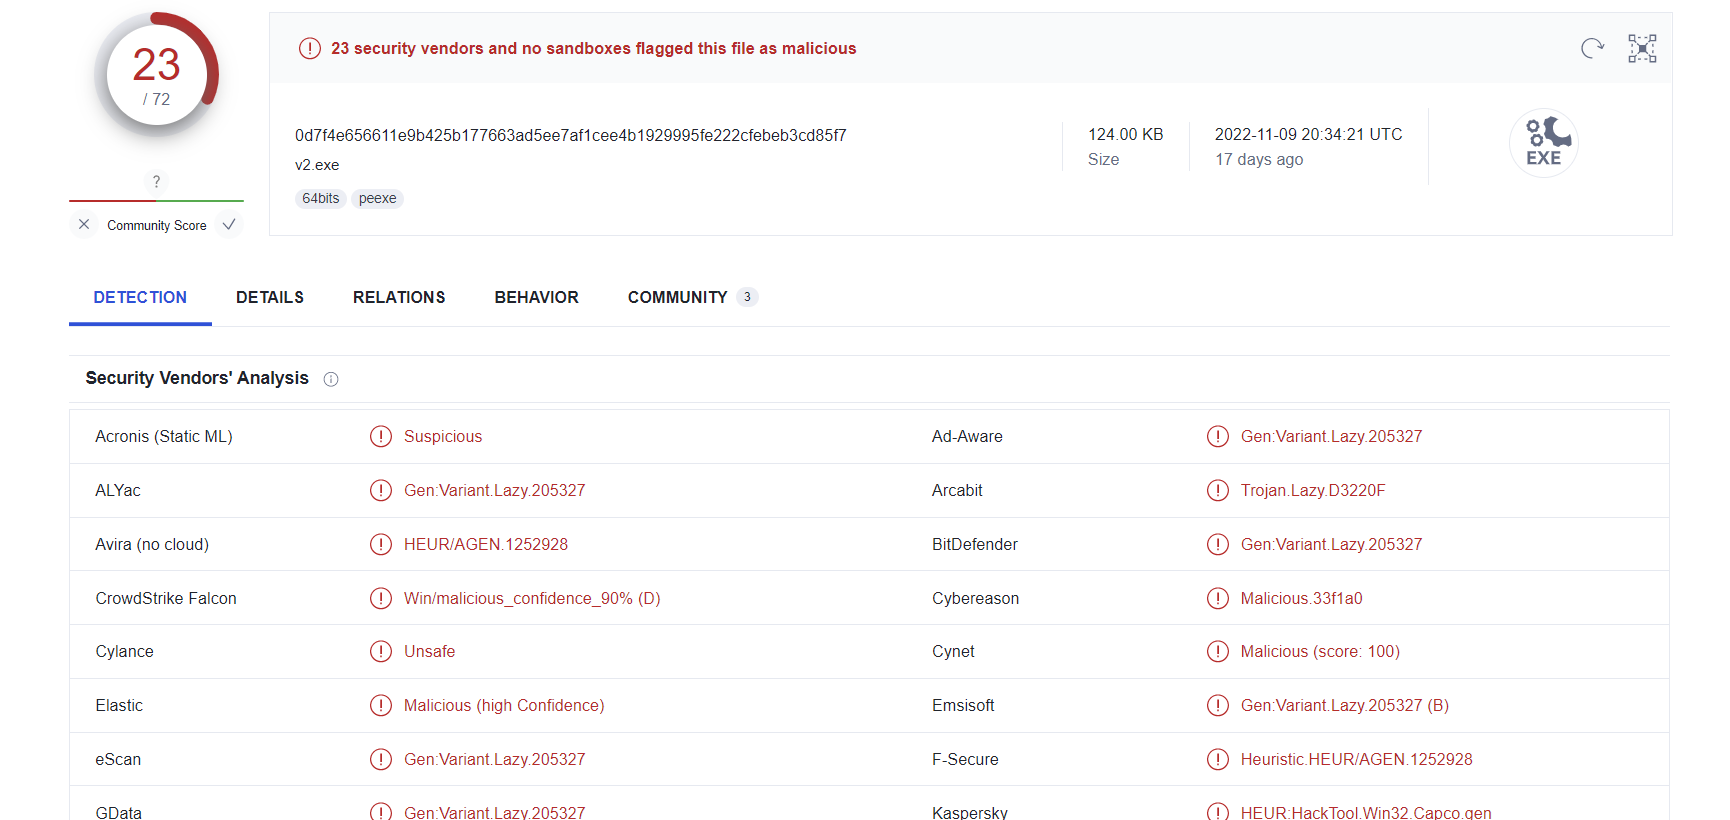 23
/ 72
?
Community Score
23 security vendors and no sandboxes flagged this file as malicious
0d7f4e656611e9b425b177663ad5ee7af1cee4b1929995fe222cfebeb3cd85f7
v2.exe
64bits peexe
124.00 KB
Size
2022-11-09 20:34:21 UTC
17 days ago
EXE
DETECTION DETAILS RELATIONS BEHAVIOR COMMUNITY 3
Security Vendors' Analysis
Acronis (Static ML) Suspicious Ad-Aware Gen:Variant.Lazy.205327
ALYac Gen:Variant.Lazy.205327 Arcabit Trojan.Lazy.D3220F
Avira (no cloud) HEUR/AGEN.1252928 BitDefender Gen:Variant.Lazy.205327
CrowdStrike Falcon Win/malicious_confidence_90% (D) Cybereason Malicious.33f1a0
Cylance Unsafe Cynet Malicious (score: 100)
Elastic Malicious (high Confidence) Emsisoft Gen:Variant.Lazy.205327 (B)
eScan Gen:Variant.Lazy.205327 F-Secure Heuristic.HEUR/AGEN.1252928
GData Gen:Variant.Lazy.205327 Kaspersky HEUR:HackTool.Win32.Capco.gen